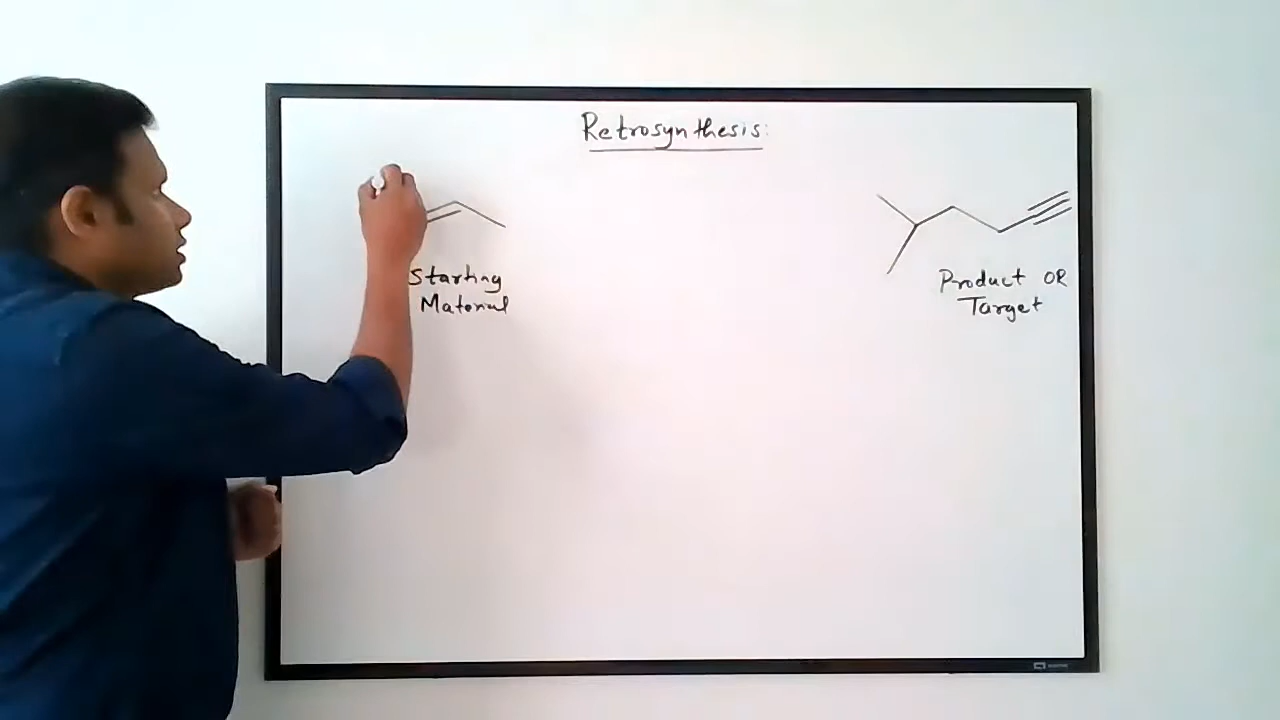 Retrosynthesis:
Starting
Material
Product OR
Target